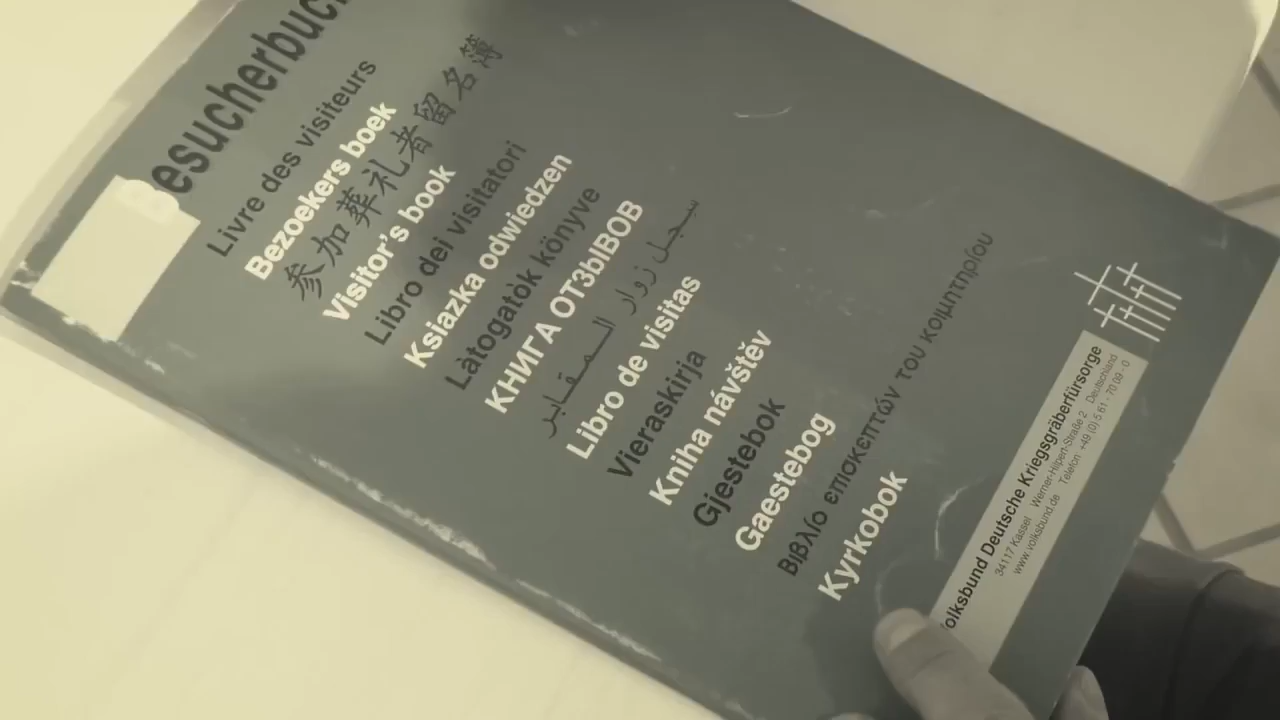 Besucherbuch
Livre des visiteurs
Bezoekers boek
参加葬礼者留名簿
Visitor's book
Libro dei visitatori
Ksiazka odwiedzen
Làtogatòk könyve
КНИГА ОТЗЫВОВ
سجل زوار المقابر
Libro de visitas
Vieraskirja
Kniha návštěv
Gjestebok
Gaestebog
Βιβλίο επισκεπτών του κοιμητηρίου
Kyrkobok
Volksbund Deutsche Kriegsgräberfürsorge
34117 Kassel Werner-Hilpert-Straße 2 Deutschland
www.volksbund.de Telefon +49 (0) 5 61 - 70 09 - 0